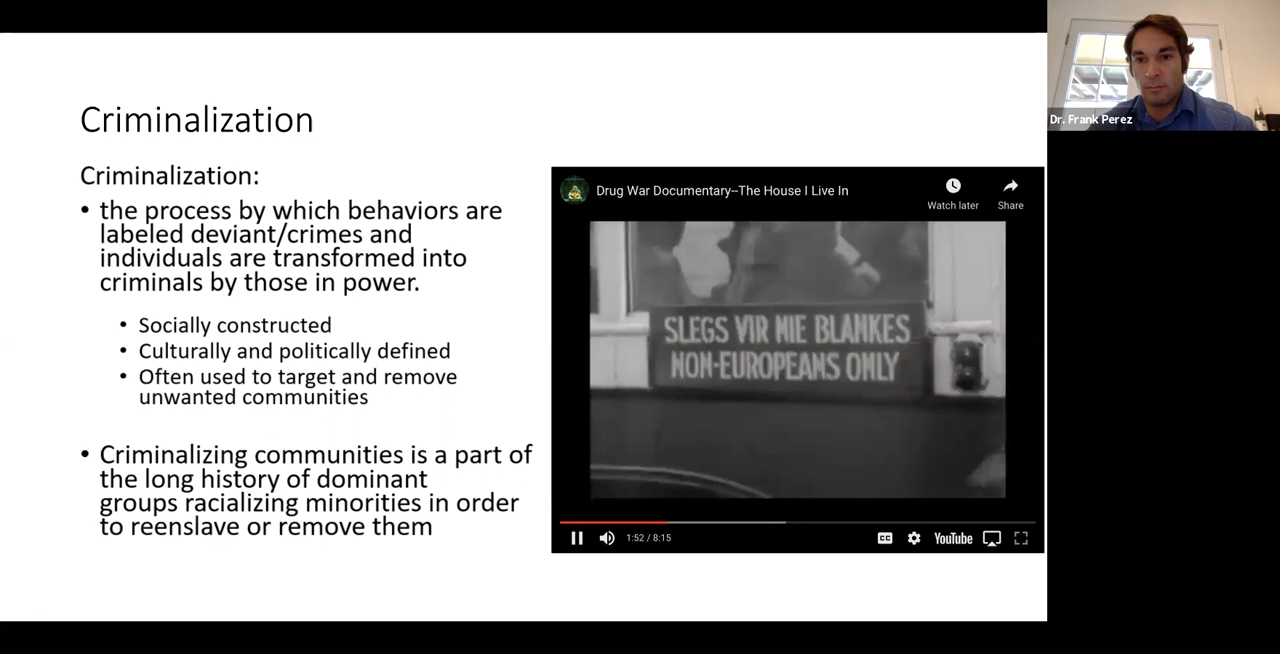 Criminalization
Criminalization:
• the process by which behaviors are
labeled deviant/crimes and
individuals are transformed into
criminals by those in power.
• Socially constructed
• Culturally and politically defined
• Often used to target and remove
unwanted communities
• Criminalizing communities is a part of
the long history of dominant
groups racializing minorities in order
to reenslave or remove them
Drug War Documentary--The House I Live In
Watch later
Share
SLEGS VIR NIE BLANKES
NON-EUROPEANS ONLY
1:52 / 8:15
CC
YouTube
Dr. Frank Perez